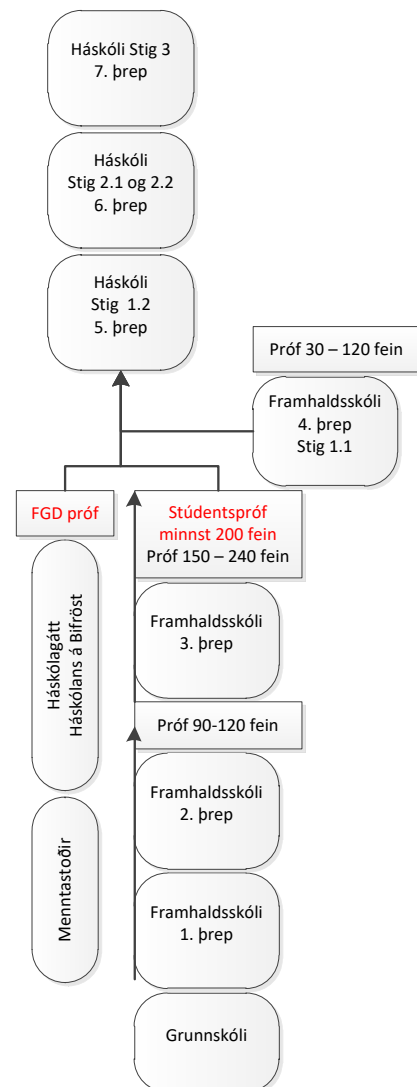 Háskóli Stig 3
7. þrep
Háskóli
Stig 2.1 og 2.2
6. þrep
Háskóli
Stig 1.2
5. þrep
Próf 30 – 120 fein
Framhaldsskóli
4. þrep
Stig 1.1
FGD próf
Stúdentspróf
minnst 200 fein
Próf 150 – 240 fein
Háskólagátt
Háskólans á Bifröst
Framhaldsskóli
3. þrep
Próf 90-120 fein
Framhaldsskóli
2. þrep
Menntastoðir
Framhaldsskóli
1. þrep
Grunnskóli